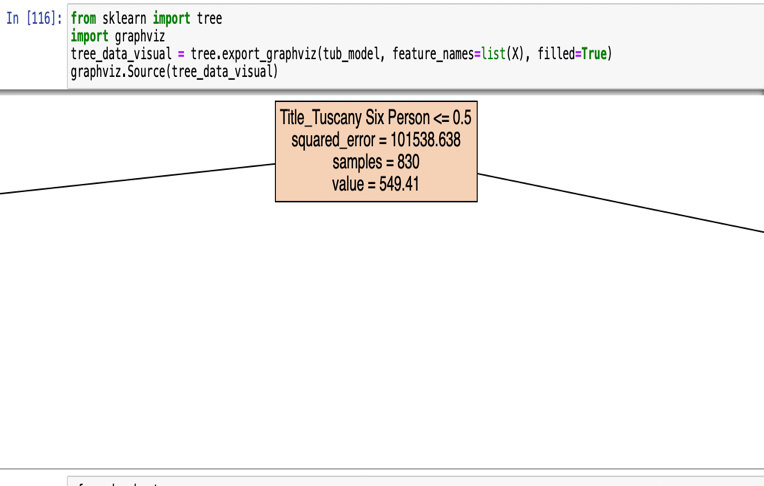 In [116]: from sklearn import tree
import graphviz
tree_data_visual = tree.export_graphviz(tub_model, feature_names=list(X), filled=True)
graphviz.Source(tree_data_visual)
Title_Tuscany Six Person <= 0.5
squared_error = 101538.638
samples = 830
value = 549.41